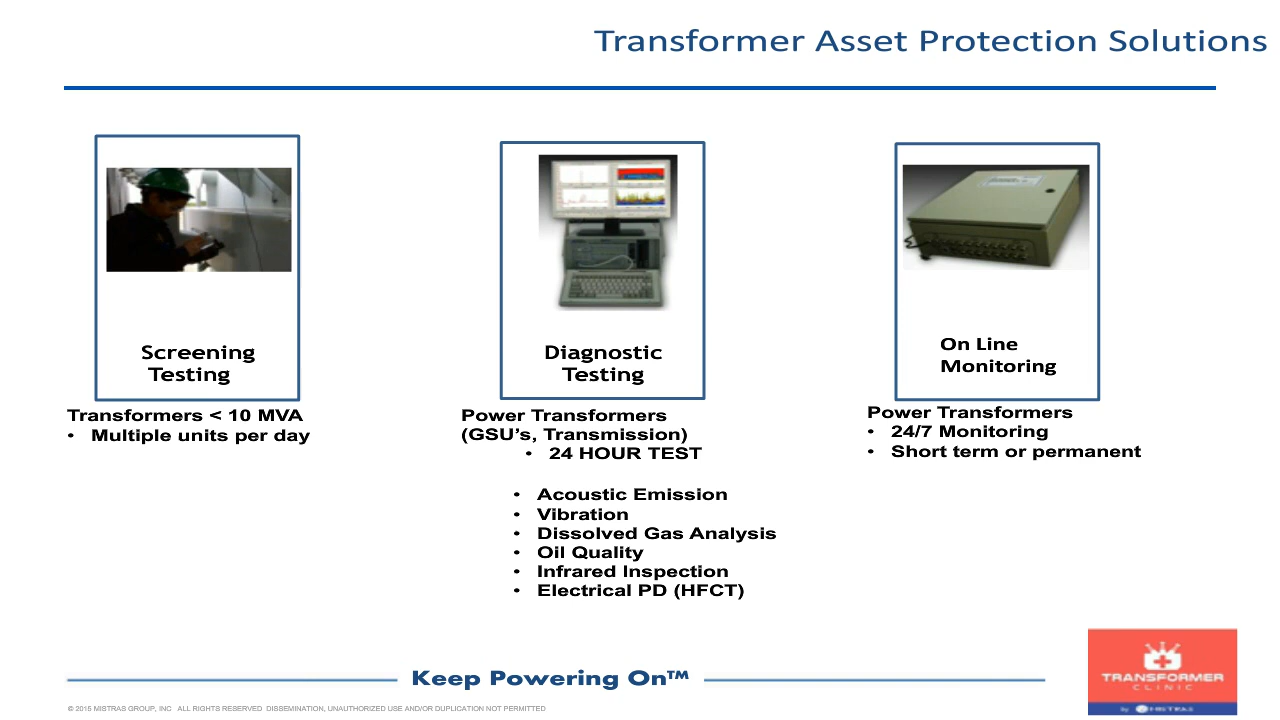 Transformer Asset Protection Solutions
Screening
Testing
Transformers < 10 MVA
• Multiple units per day
Diagnostic
Testing
Power Transformers
(GSU’s, Transmission)
• 24 HOUR TEST
• Acoustic Emission
• Vibration
• Dissolved Gas Analysis
• Oil Quality
• Infrared Inspection
• Electrical PD (HFCT)
On Line
Monitoring
Power Transformers
• 24/7 Monitoring
• Short term or permanent
Keep Powering On™
© 2015 MISTRAS GROUP, INC ALL RIGHTS RESERVED DISSEMINATION, UNAUTHORIZED USE AND/OR DUPLICATION NOT PERMITTED
TRANSFORMER
CLINIC
by MISTRAS